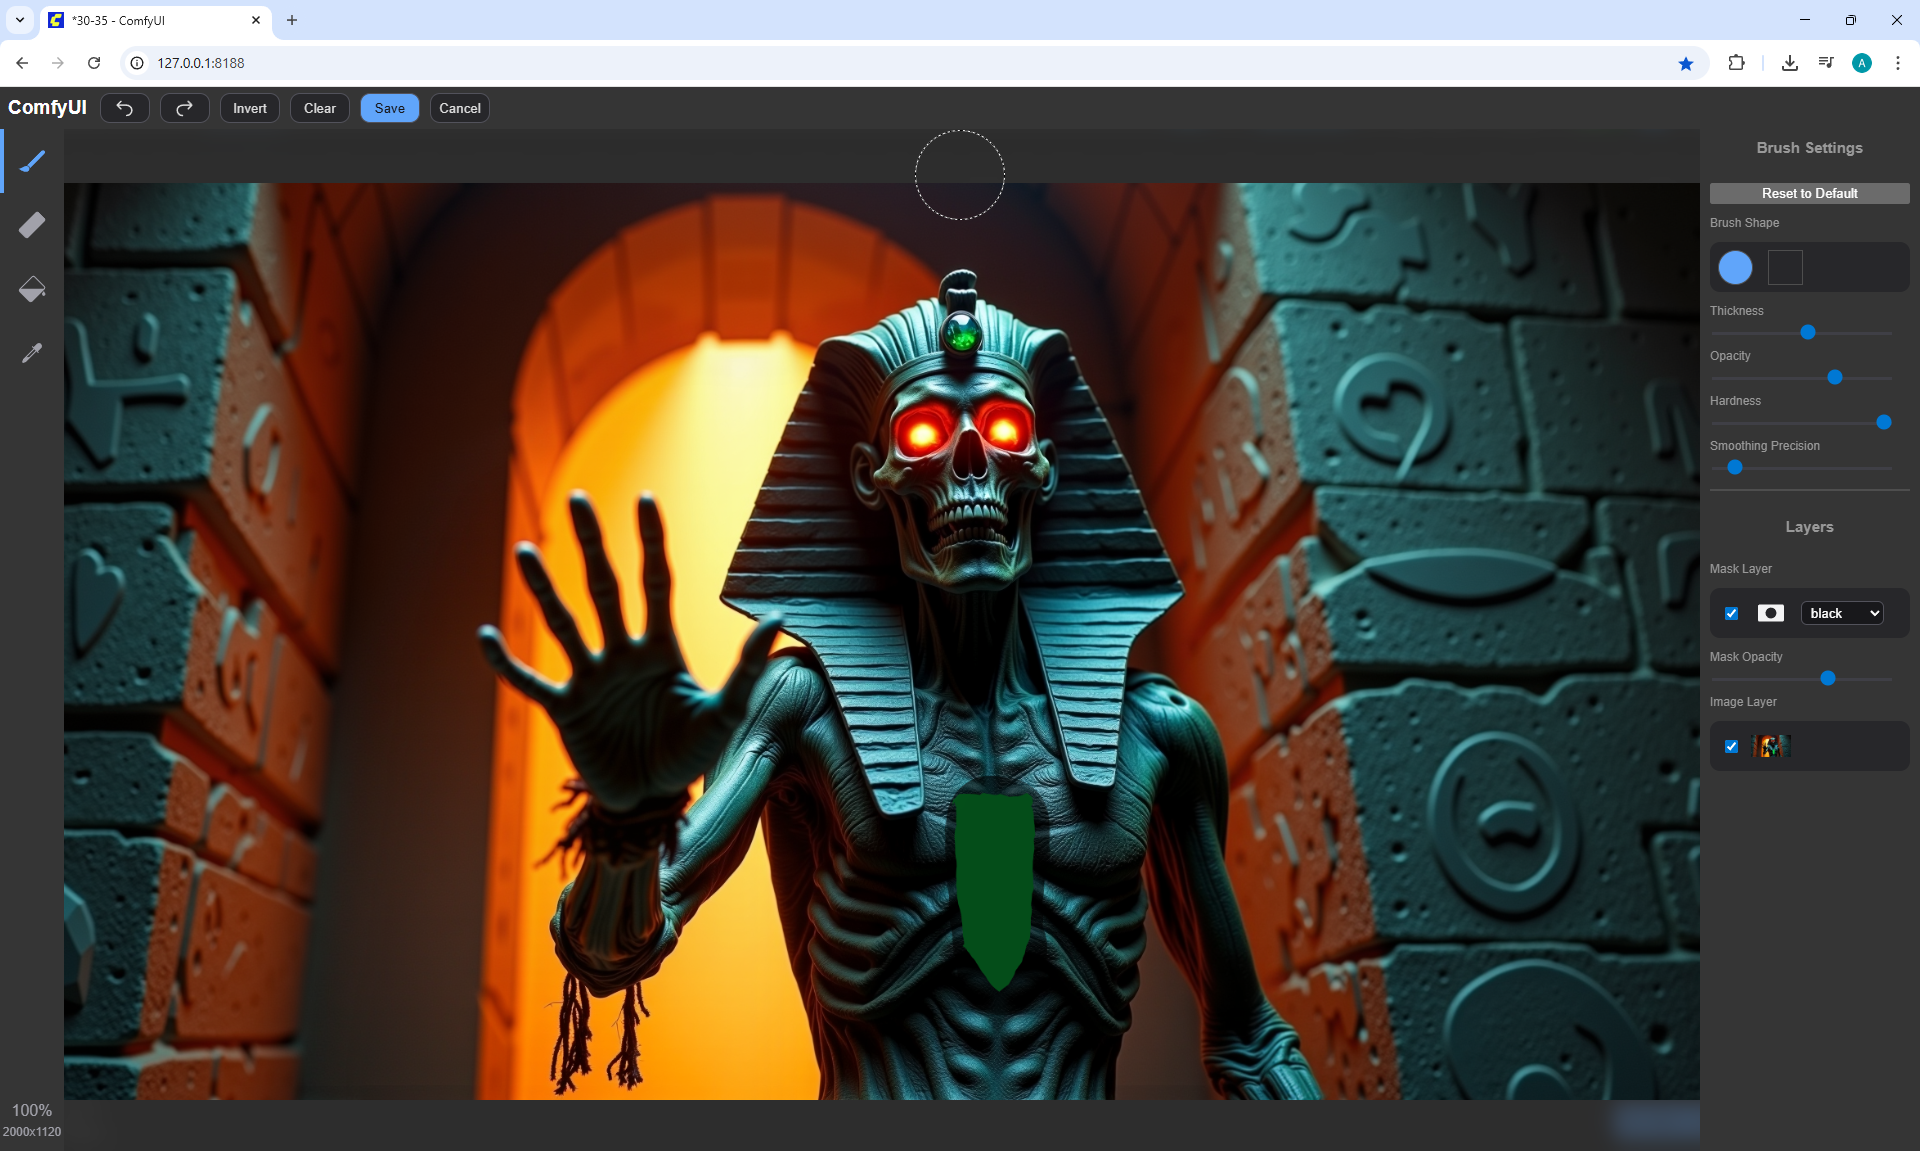 *30-35 - ComfyUI
127.0.0.1:8188
ComfyUI
Invert
Clear
Save
Cancel
Brush Settings
Reset to Default
Brush Shape
Thickness
Opacity
Hardness
Smoothing Precision
Layers
Mask Layer
black
Mask Opacity
Image Layer
100%
2000x1120
A